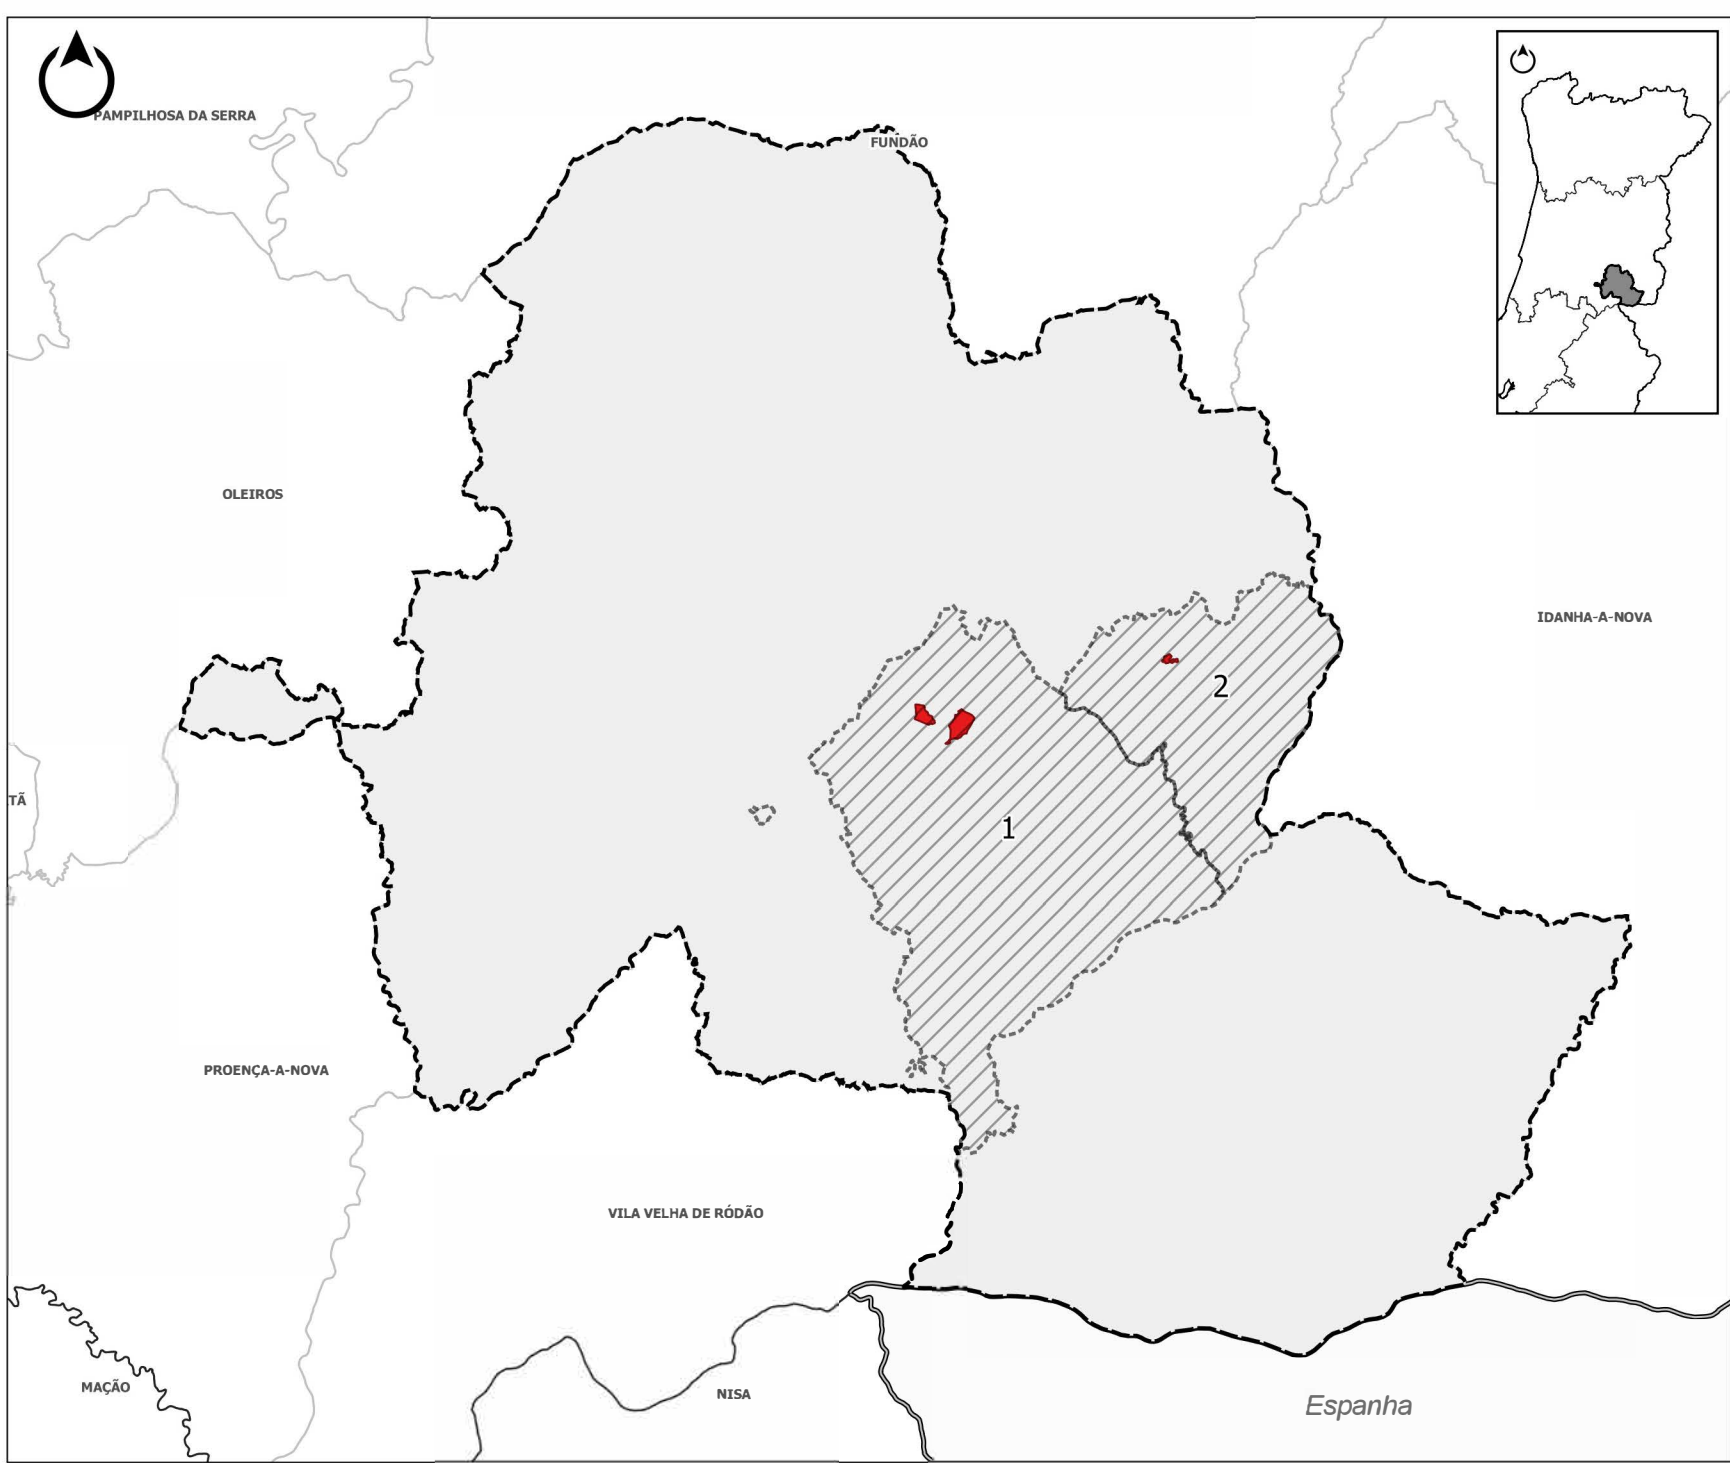 PAMPILHOSA DA SERRA
FUNDÃO
OLEIROS
IDANHA-A-NOVA
2
TÃ
1
PROENÇA-A-NOVA
VILA VELHA DE RÓDÃO
MAÇÃO
NISA
Espanha